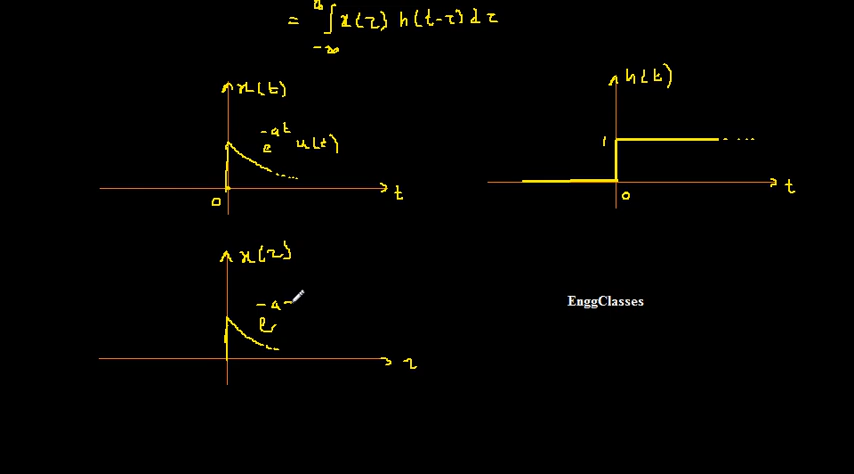 = ∫ x(τ) h(t-τ) dτ
∞
-∞
x(t)
e^-at u(t)
0
t
h(t)
1
0
t
x(τ)
e^-a
τ
EnggClasses